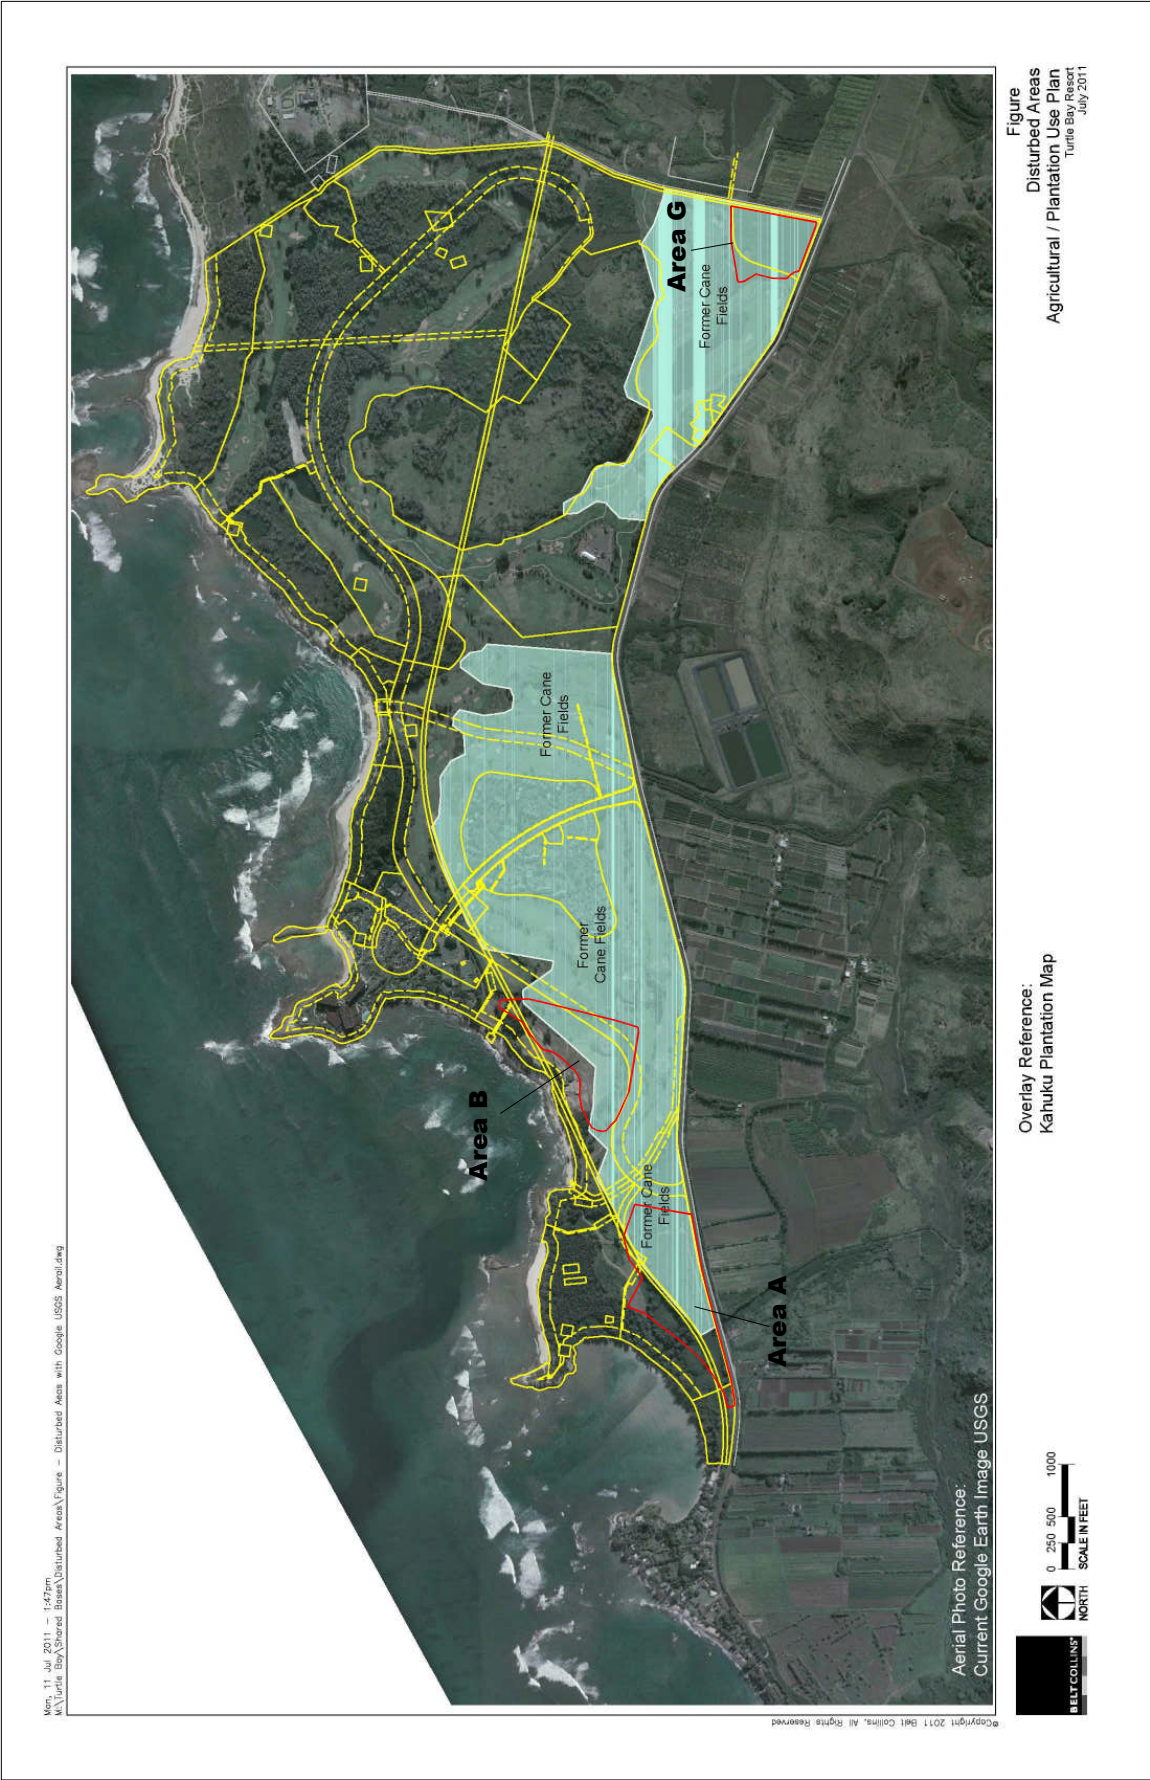 Mon, 11 Jul 2011 - 1:47pm
M:\Turtle Bay\Shared Bases\Disturbed Areas\Figure - Disturbed Aeas with Google USGS Aerail.dwg
Area A
Area B
Area G
Former Cane
Fields
Former
Cane Fields
Former Cane
Fields
Former Cane
Fields
Aerial Photo Reference:
Current Google Earth Image USGS
©Copyright 2011 Belt Collins, All Rights Reserved
BELT COLLINS®
NORTH
0 250 500 1000
SCALE IN FEET
Overlay Reference:
Kahuku Plantation Map
Figure
Disturbed Areas
Agricultural / Plantation Use Plan
Turtle Bay Resort
July 2011